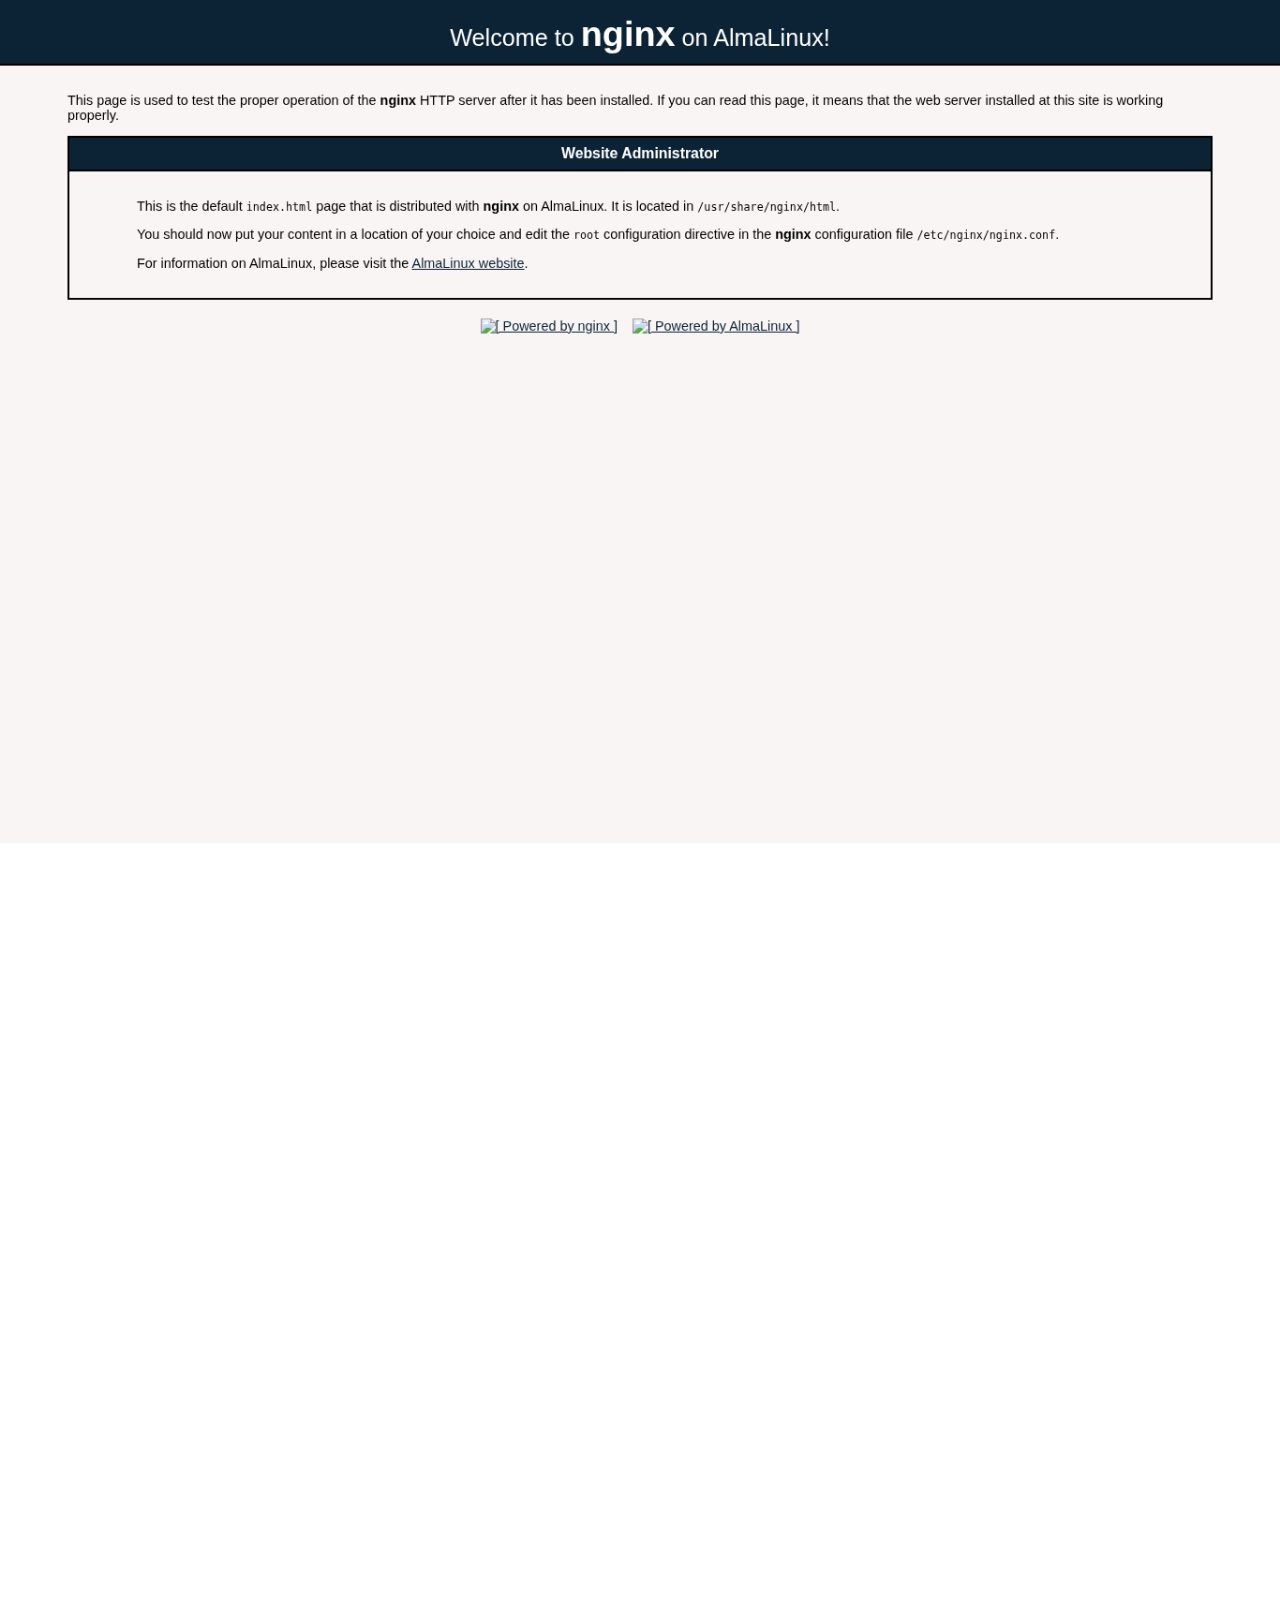 Welcome to nginx on AlmaLinux!
This page is used to test the proper operation of the nginx HTTP server after it has been installed. If you can read this page, it means that the web server installed at this site is working
properly.
Website Administrator
This is the default index.html page that is distributed with nginx on AlmaLinux. It is located in /usr/share/nginx/html.
You should now put your content in a location of your choice and edit the root configuration directive in the nginx configuration file /etc/nginx/nginx.conf.
For information on AlmaLinux, please visit the AlmaLinux website.
[ Powered by nginx ] [ Powered by AlmaLinux ]